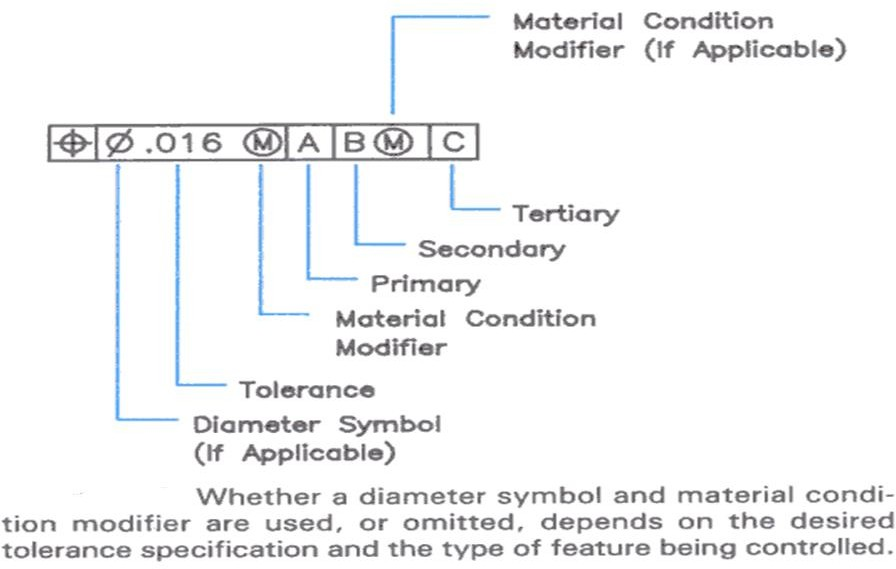 Material Condition
Modifier (If Applicable)
⌖ ⌀ .016 Ⓜ A B Ⓜ C
Tertiary
Secondary
Primary
Material Condition
Modifier
Tolerance
Diameter Symbol
(If Applicable)
Whether a diameter symbol and material condi-
tion modifier are used, or omitted, depends on the desired
tolerance specification and the type of feature being controlled.